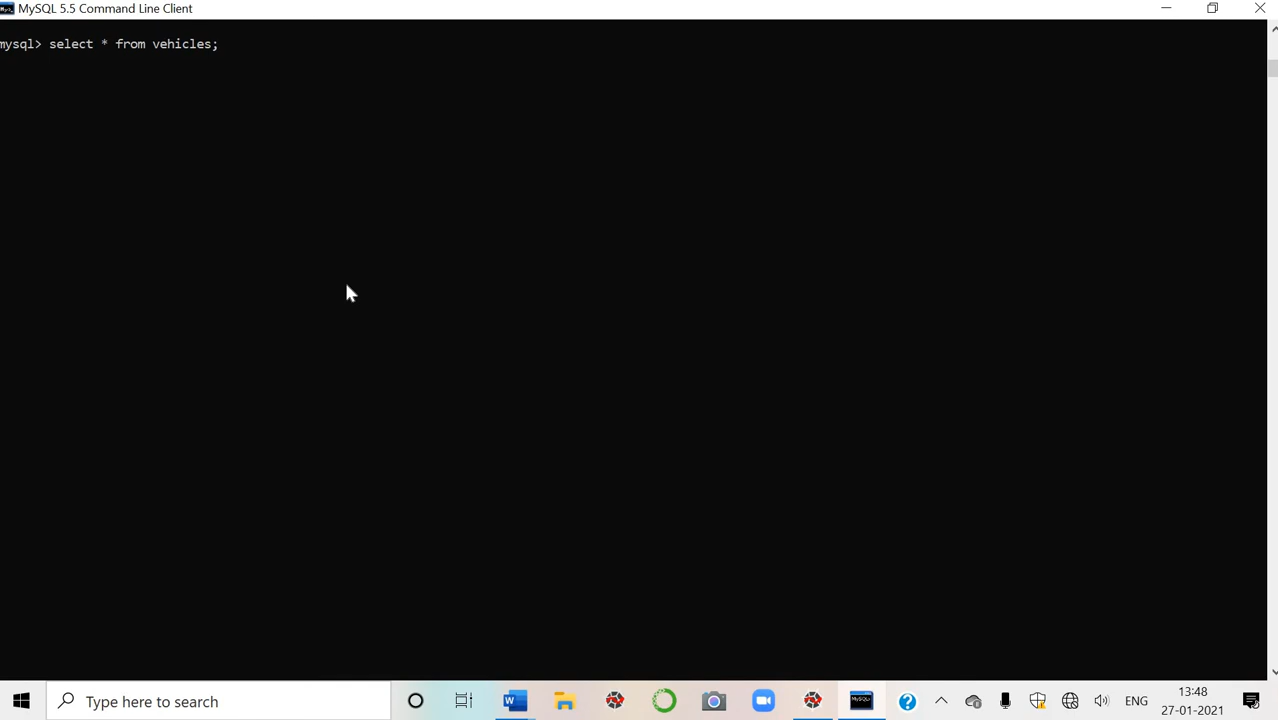 MySQL 5.5 Command Line Client
mysql> select * from vehicles;
Type here to search
W
MySQL
ENG
13:48
27-01-2021